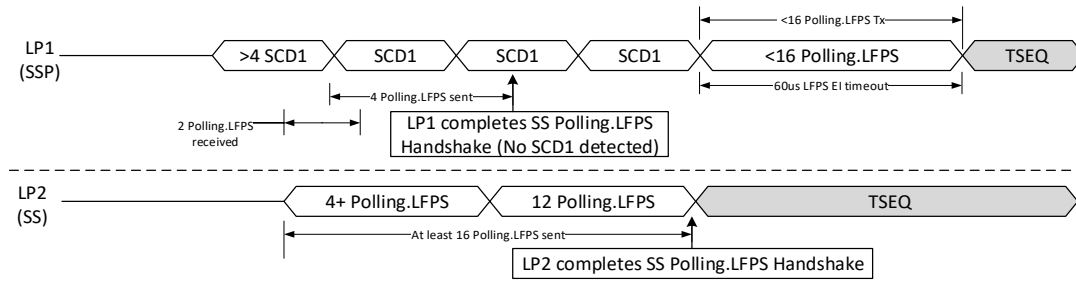 <16 Polling.LFPS Tx
LP1
(SSP)
>4 SCD1
SCD1
SCD1
SCD1
<16 Polling.LFPS
TSEQ
4 Polling.LFPS sent
60us LFPS EI timeout
2 Polling.LFPS
received
LP1 completes SS Polling.LFPS
Handshake (No SCD1 detected)
LP2
(SS)
4+ Polling.LFPS
12 Polling.LFPS
TSEQ
At least 16 Polling.LFPS sent
LP2 completes SS Polling.LFPS Handshake